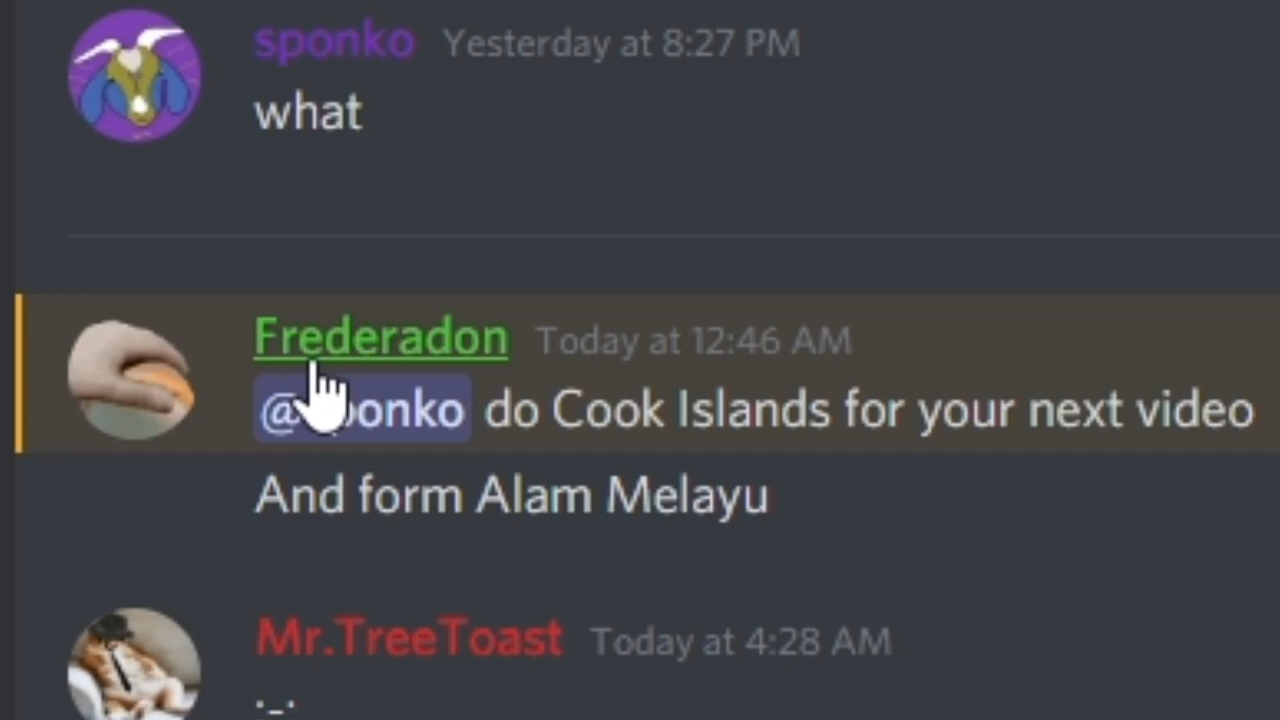 sponko Yesterday at 8:27 PM
what
Frederadon Today at 12:46 AM
do Cook Islands for your next video
And form Alam Melayu
Mr.TreeToast Today at 4:28 AM
._.